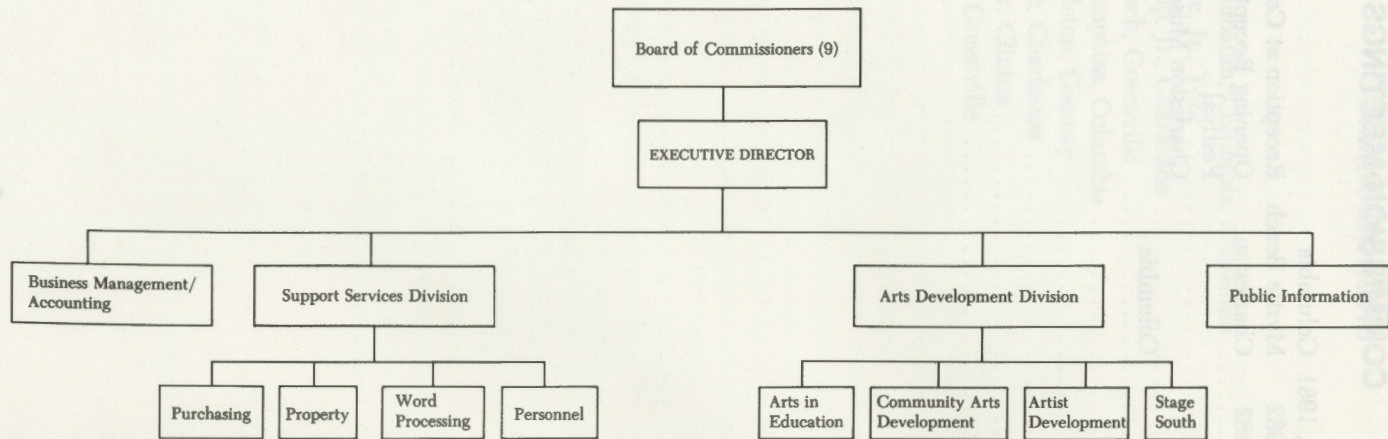 Board of Commissioners (9)
EXECUTIVE DIRECTOR
Business Management/
Accounting
Support Services Division
Arts Development Division
Public Information
Purchasing
Property
Word
Processing
Personnel
Arts in
Education
Community Arts
Development
Artist
Development
Stage
South